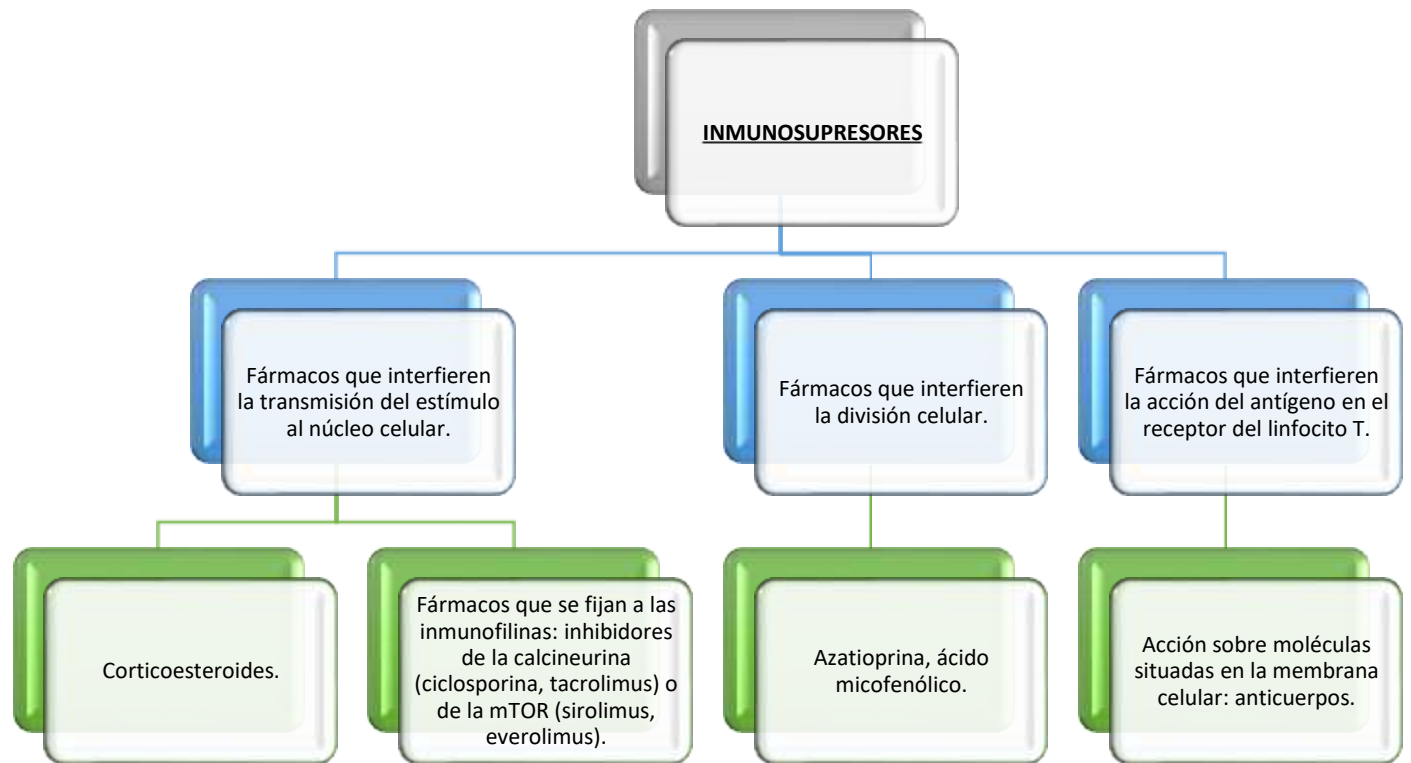 INMUNOSUPRESORES
Fármacos que interfieren
la transmisión del estímulo
al núcleo celular.
Fármacos que interfieren
la división celular.
Fármacos que interfieren
la acción del antígeno en el
receptor del linfocito T.
Corticoesteroides.
Fármacos que se fijan a las
inmunofilinas: inhibidores
de la calcineurina
(ciclosporina, tacrolimus) o
de la mTOR (sirolimus,
everolimus).
Azatioprina, ácido
micofenólico.
Acción sobre moléculas
situadas en la membrana
celular: anticuerpos.